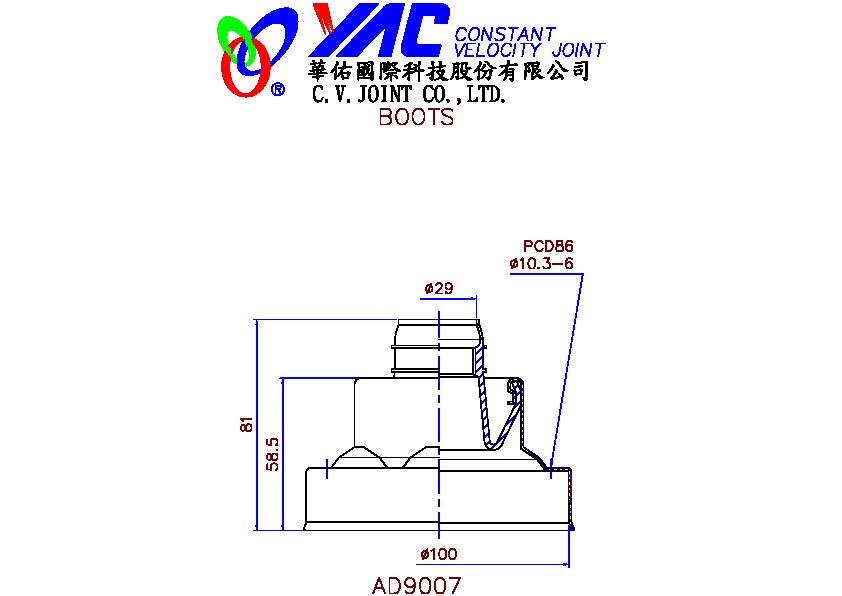 YAC CONSTANT
VELOCITY JOINT
®
華佑國際科技股份有限公司
C.V.JOINT CO.,LTD.
BOOTS
PCD86
ø10.3-6
ø29
81
58.5
ø100
AD9007